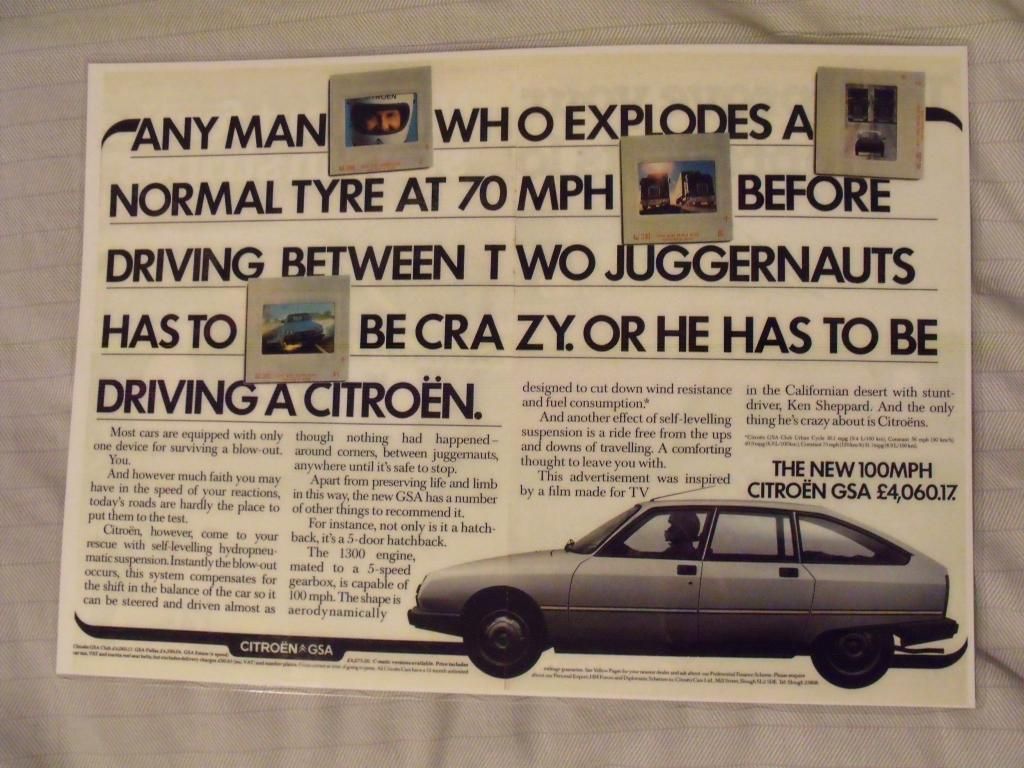 ANY MAN WHO EXPLODES A
NORMAL TYRE AT 70 MPH BEFORE
DRIVING BETWEEN TWO JUGGERNAUTS
HAS TO BE CRAZY. OR HE HAS TO BE
DRIVING A CITROËN.
Most cars are equipped with only
one device for surviving a blow-out.
You.
And however much faith you may
have in the speed of your reactions,
today's roads are hardly the place to
put them to the test.
Citroën, however, come to your
rescue with self-levelling hydropneu-
matic suspension. Instantly the blow-out
occurs, this system compensates for
the shift in the balance of the car so it
can be steered and driven almost as
though nothing had happened–
around corners, between juggernauts,
anywhere until it's safe to stop.
Apart from preserving life and limb
in this way, the new GSA has a number
of other things to recommend it.
For instance, not only is it a hatch-
back, it's a 5-door hatchback.
The 1300 engine,
mated to a 5-speed
gearbox, is capable of
100 mph. The shape is
aerodynamically
designed to cut down wind resistance
and fuel consumption.*
And another effect of self-levelling
suspension is a ride free from the ups
and downs of travelling. A comforting
thought to leave you with.
This advertisement was inspired
by a film made for TV
in the Californian desert with stunt-
driver, Ken Sheppard. And the only
thing he's crazy about is Citroëns.
THE NEW 100MPH
CITROËN GSA £4,060.17.
CITROËN GSA